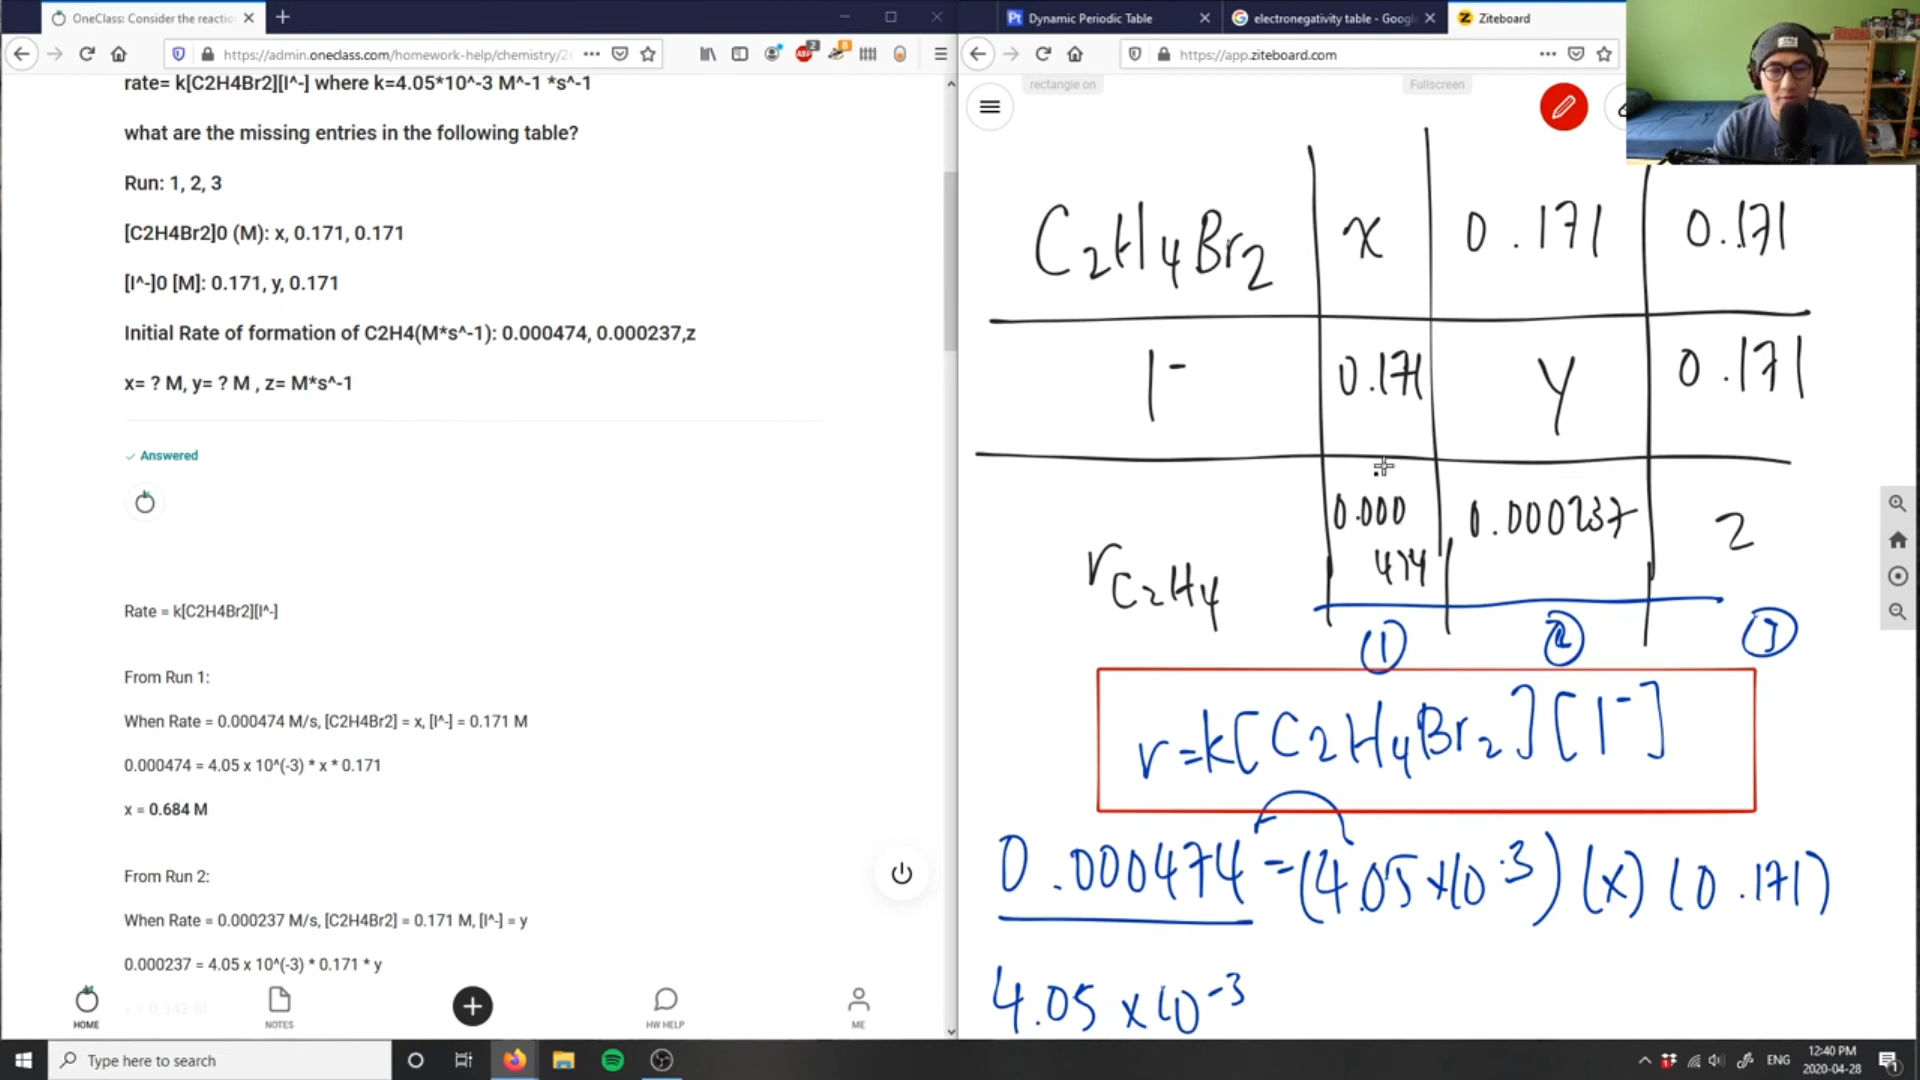 OneClass: Consider the reactio
https://admin.oneclass.com/homework-help/chemistry/2
rate= k[C2H4Br2][I^-] where k=4.05*10^-3 M^-1 *s^-1
what are the missing entries in the following table?
Run: 1, 2, 3
[C2H4Br2]0 (M): x, 0.171, 0.171
[I^-]0 [M]: 0.171, y, 0.171
Initial Rate of formation of C2H4(M*s^-1): 0.000474, 0.000237,z
x= ? M, y= ? M , z= M*s^-1
Answered
Rate = k[C2H4Br2][I^-]
From Run 1:
When Rate = 0.000474 M/s, [C2H4Br2] = x, [I^-] = 0.171 M
0.000474 = 4.05 x 10^(-3) * x * 0.171
x = 0.684 M
From Run 2:
When Rate = 0.000237 M/s, [C2H4Br2] = 0.171 M, [I^-] = y
0.000237 = 4.05 x 10^(-3) * 0.171 * y
y = 0.342 M
HOME NOTES HW HELP ME
Dynamic Periodic Table
electronegativity table - Googl
Ziteboard
https://app.ziteboard.com
rectangle on
Fullscreen
C2H4Br2 x 0.171 0.171
I- 0.171 y 0.171
rC2H4 0.000474 0.000237 z
1 2 3
r=k[C2H4Br2][I-]
0.000474=(4.05x10-3)(x)(0.171)
4.05x10-3
Type here to search
ENG
12:40 PM
2020-04-28